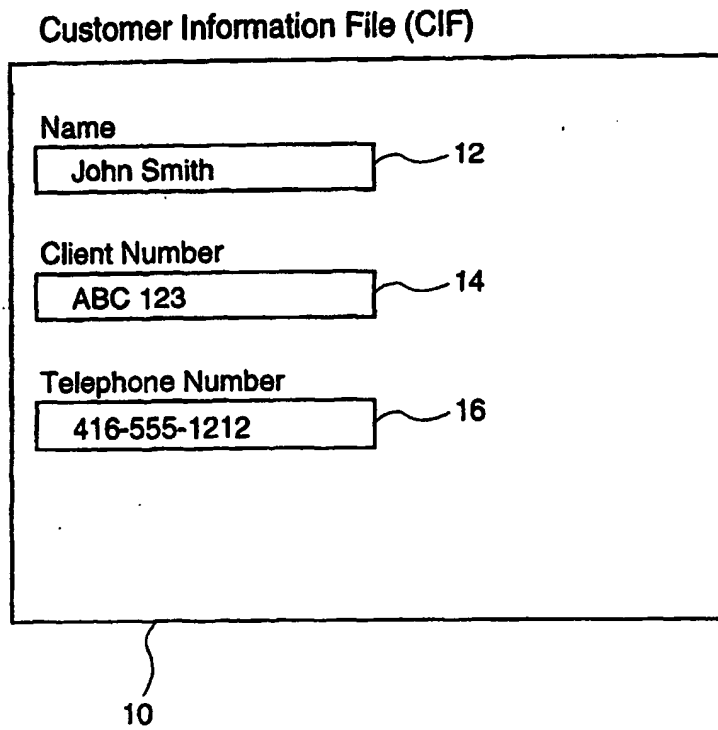 Customer Information File (CIF)
Name
John Smith
12
Client Number
ABC 123
14
Telephone Number
416-555-1212
16
10